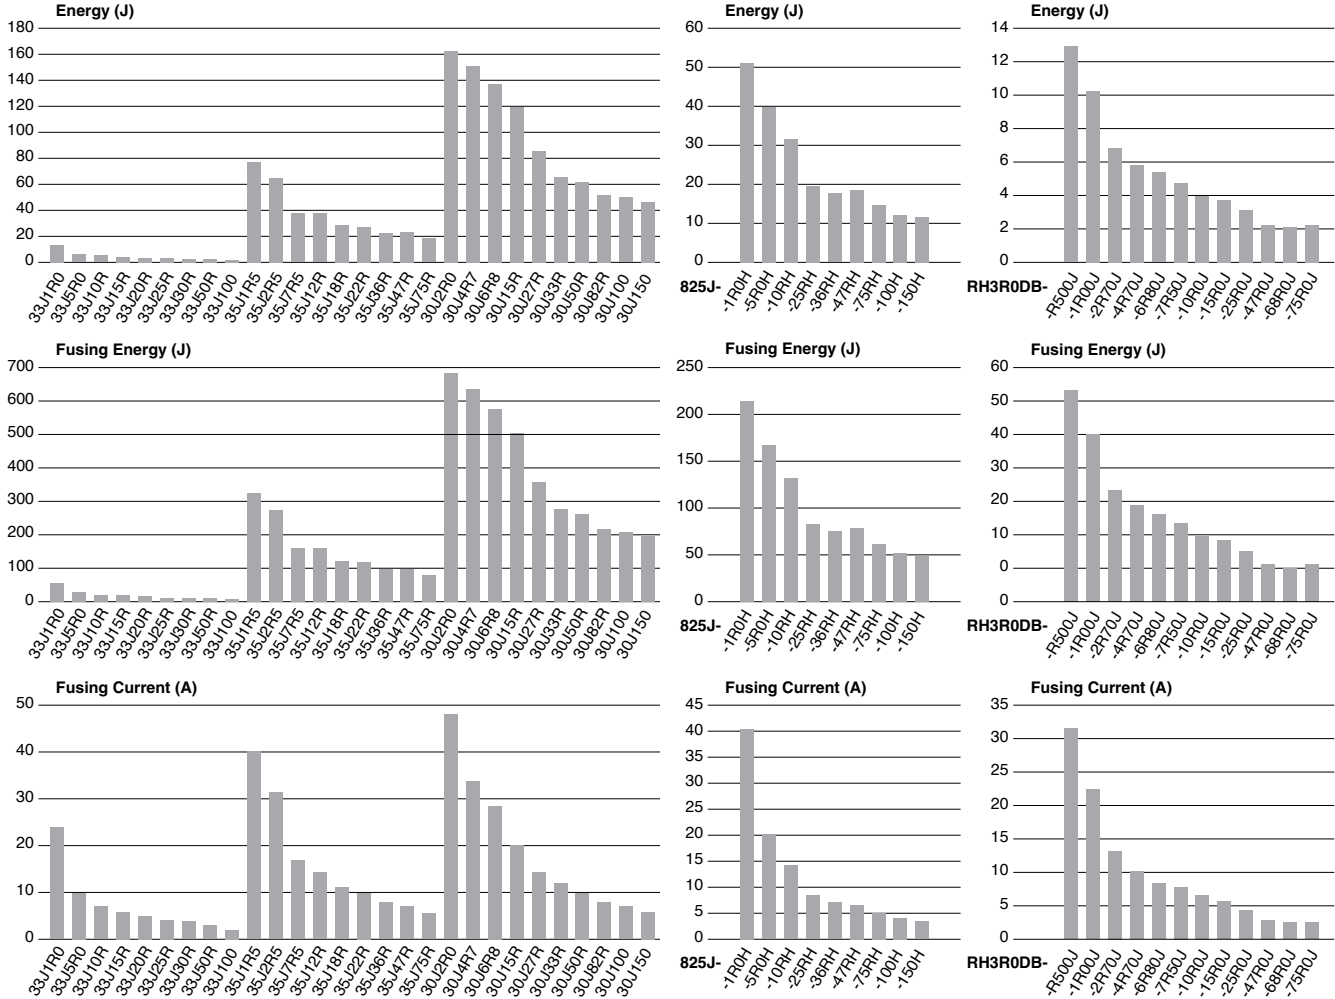 Energy (J)
180
160
140
120
100
80
60
40
20
0
33J1R0
33J5R0
33J10R
33J15R
33J20R
33J25R
33J30R
33J50R
33J100
35J1R5
35J2R5
35J7R5
35J12R
35J18R
35J22R
35J36R
35J47R
35J75R
30J2R0
30J4R7
30J6R8
30J15R
30J27R
30J33R
30J50R
30J82R
30J100
30J150
Energy (J)
60
50
40
30
20
10
0
825J-
-1R0H
-5R0H
-10RH
-25RH
-36RH
-47RH
-75RH
-100H
-150H
Energy (J)
14
12
10
8
6
4
2
0
RH3R0DB-
-R500J
-1R00J
-2R70J
-4R70J
-6R80J
-7R50J
-10R0J
-15R0J
-25R0J
-47R0J
-68R0J
-75R0J
Fusing Energy (J)
700
600
500
400
300
200
100
0
33J1R0
33J5R0
33J10R
33J15R
33J20R
33J25R
33J30R
33J50R
33J100
35J1R5
35J2R5
35J7R5
35J12R
35J18R
35J22R
35J36R
35J47R
35J75R
30J2R0
30J4R7
30J6R8
30J15R
30J27R
30J33R
30J50R
30J82R
30J100
30J150
Fusing Energy (J)
250
200
150
100
50
0
825J-
-1R0H
-5R0H
-10RH
-25RH
-36RH
-47RH
-75RH
-100H
-150H
Fusing Energy (J)
60
50
40
30
20
10
0
0
RH3R0DB-
-R500J
-1R00J
-2R70J
-4R70J
-6R80J
-7R50J
-10R0J
-15R0J
-25R0J
-47R0J
-68R0J
-75R0J
Fusing Current (A)
50
40
30
20
10
0
33J1R0
33J5R0
33J10R
33J15R
33J20R
33J25R
33J30R
33J50R
33J100
35J1R5
35J2R5
35J7R5
35J12R
35J18R
35J22R
35J36R
35J47R
35J75R
30J2R0
30J4R7
30J6R8
30J15R
30J27R
30J33R
30J50R
30J82R
30J100
30J150
Fusing Current (A)
45
40
35
30
25
20
15
10
5
0
825J-
-1R0H
-5R0H
-10RH
-25RH
-36RH
-47RH
-75RH
-100H
-150H
Fusing Current (A)
35
30
25
20
15
10
5
0
RH3R0DB-
-R500J
-1R00J
-2R70J
-4R70J
-6R80J
-7R50J
-10R0J
-15R0J
-25R0J
-47R0J
-68R0J
-75R0J